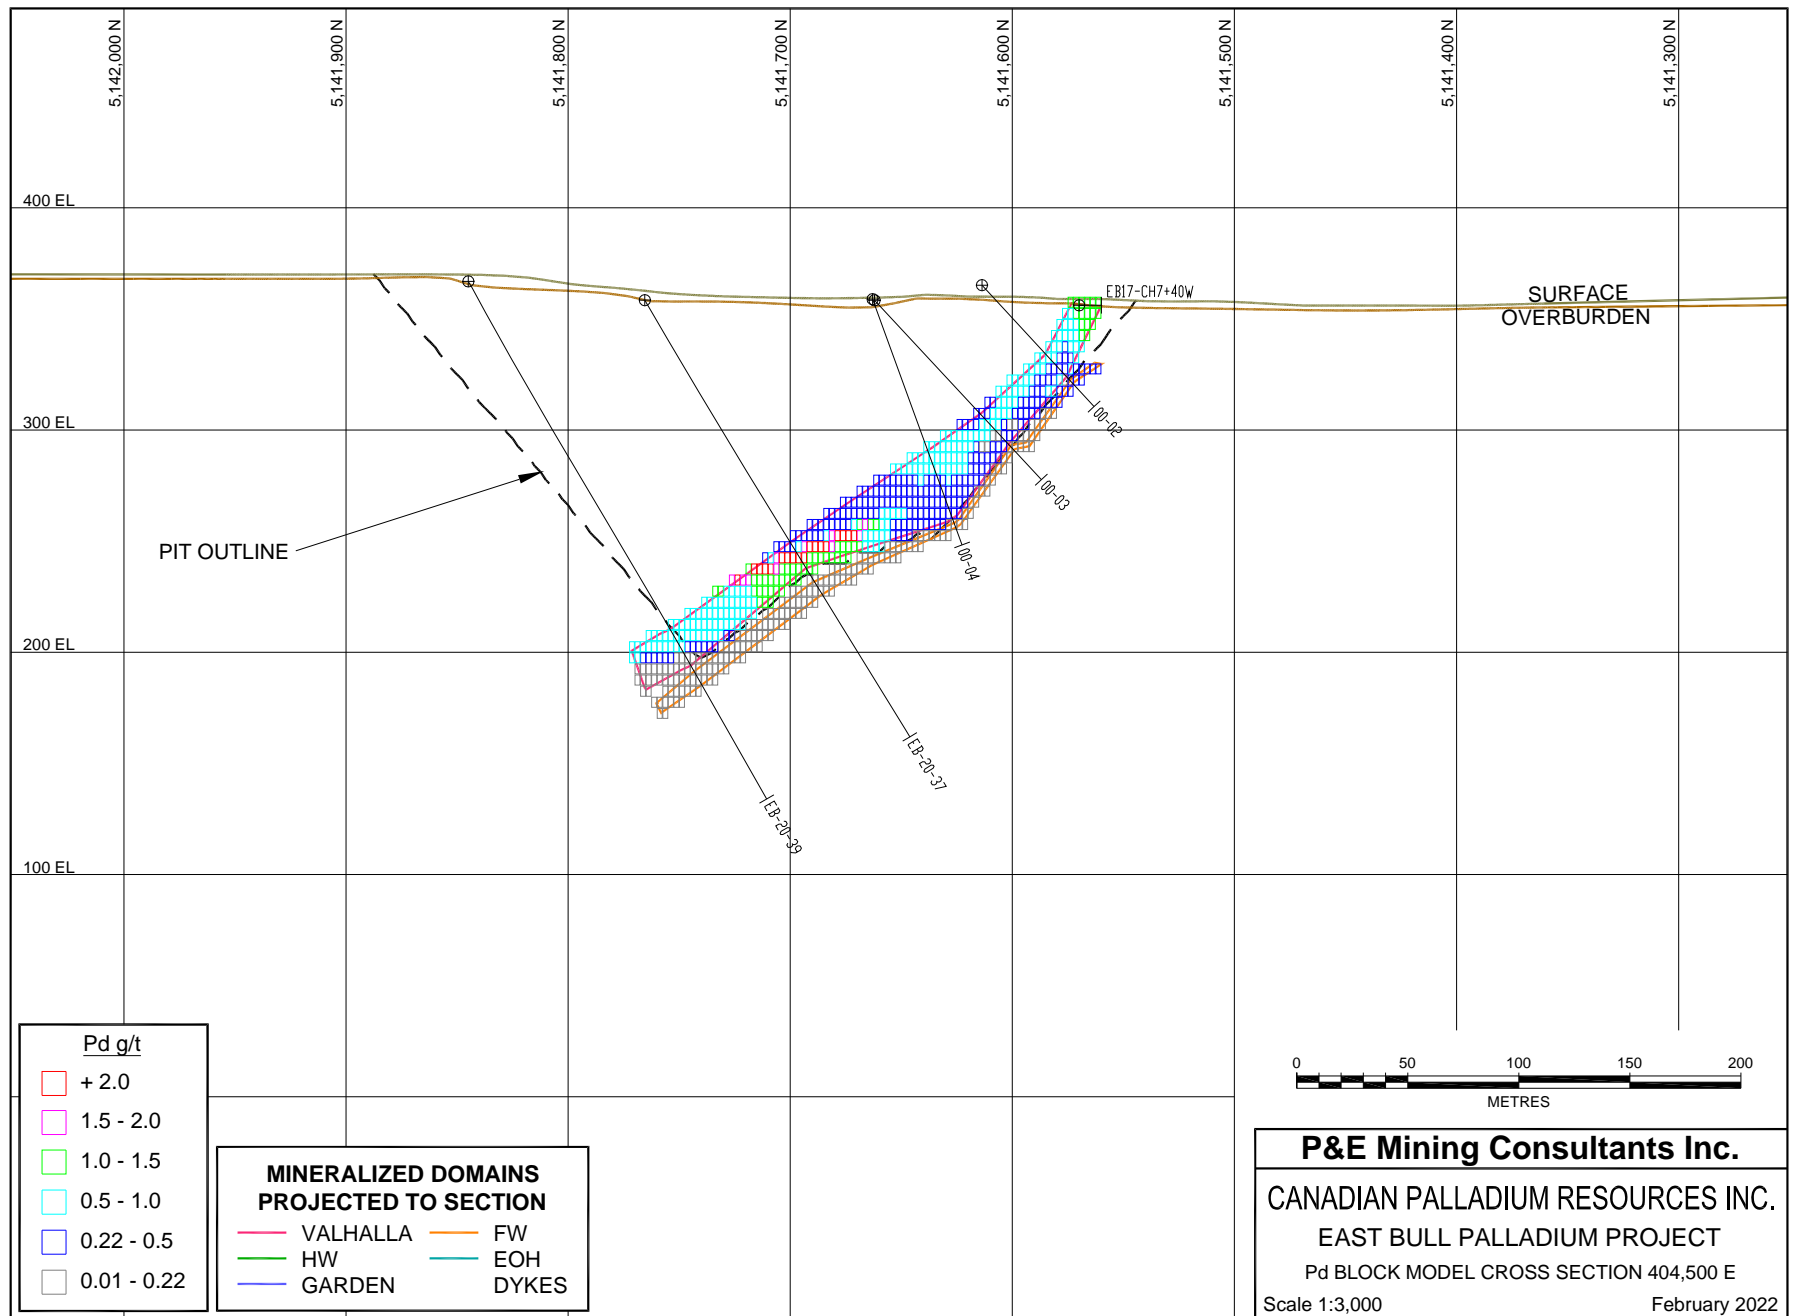 5,142,000 N
5,141,900 N
5,141,800 N
5,141,700 N
5,141,600 N
5,141,500 N
5,141,400 N
5,141,300 N
400 EL
300 EL
200 EL
100 EL
EB17-CH7+40W
SURFACE
OVERBURDEN
00-02
00-03
00-04
EB-20-37
EB-20-39
PIT OUTLINE
Pd g/t
+ 2.0
1.5 - 2.0
1.0 - 1.5
0.5 - 1.0
0.22 - 0.5
0.01 - 0.22
MINERALIZED DOMAINS
PROJECTED TO SECTION
VALHALLA FW
HW EOH
GARDEN DYKES
0 50 100 150 200
METRES
P&E Mining Consultants Inc.
CANADIAN PALLADIUM RESOURCES INC.
EAST BULL PALLADIUM PROJECT
Pd BLOCK MODEL CROSS SECTION 404,500 E
Scale 1:3,000 February 2022